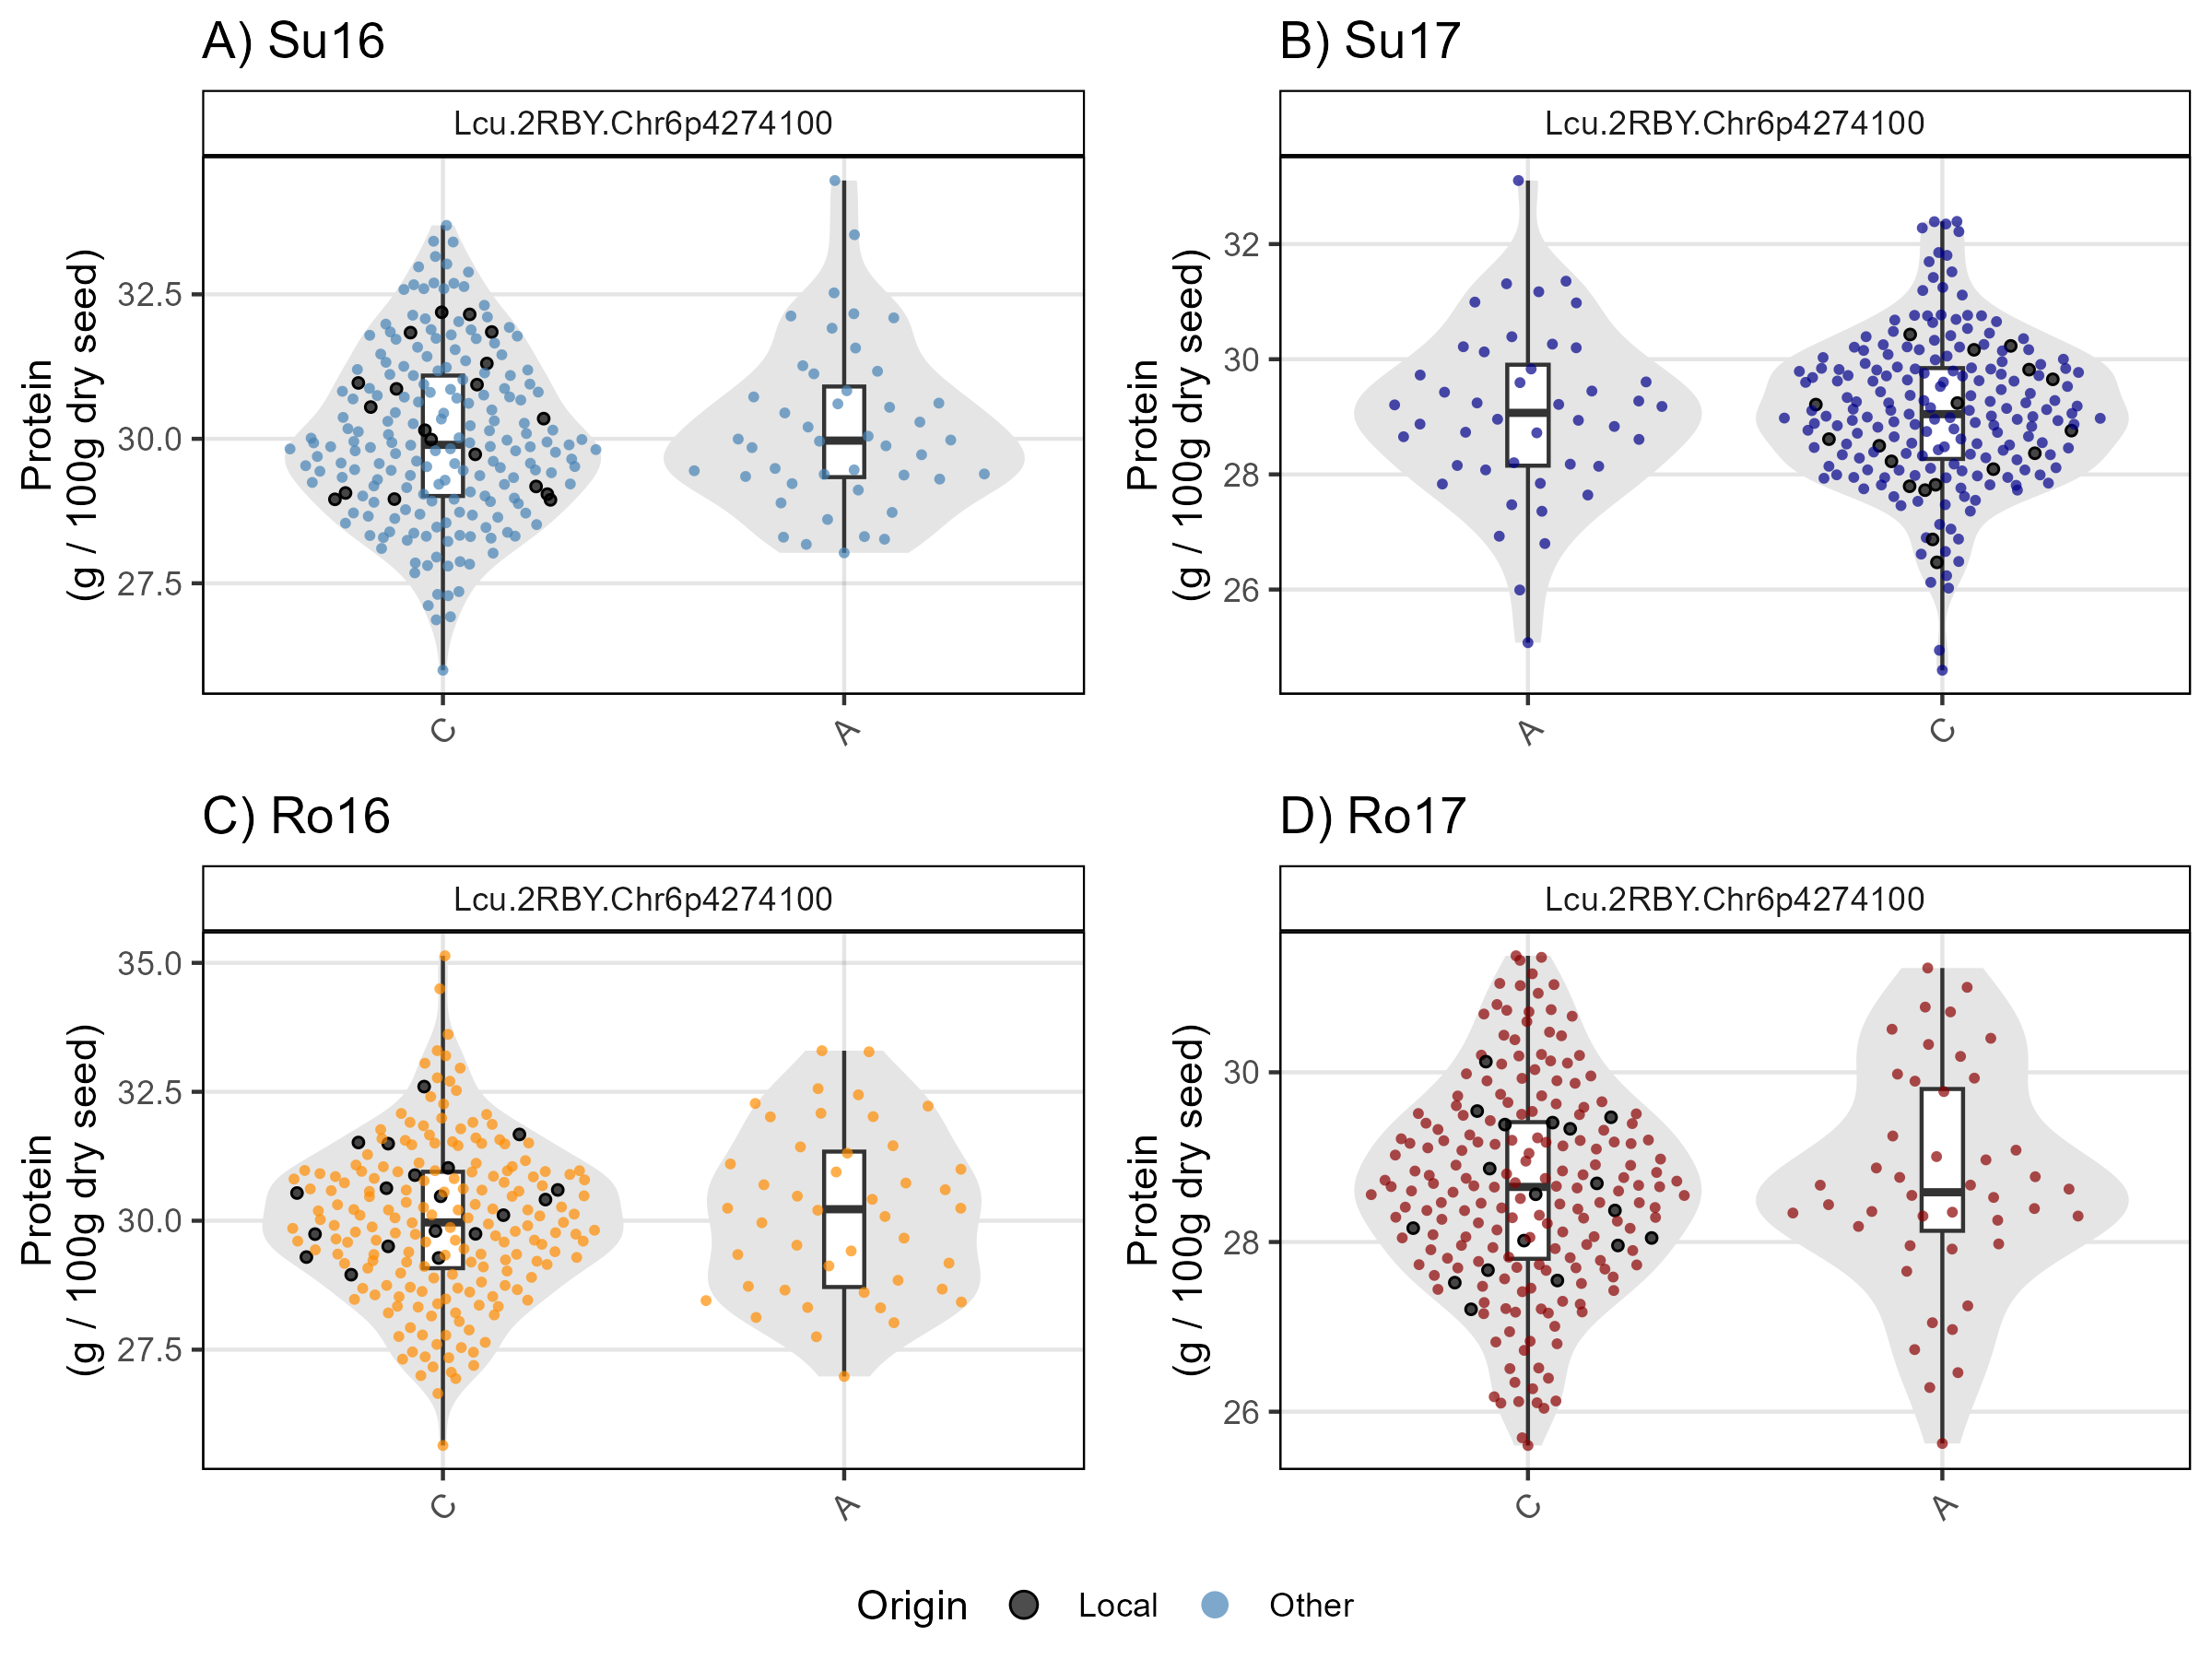 A) Su16
Lcu.2RBY.Chr6p4274100
Protein
(g / 100g dry seed)
32.5
30.0
27.5
C
A
B) Su17
Lcu.2RBY.Chr6p4274100
Protein
(g / 100g dry seed)
32
30
28
26
A
C
C) Ro16
Lcu.2RBY.Chr6p4274100
Protein
(g / 100g dry seed)
35.0
32.5
30.0
27.5
C
A
D) Ro17
Lcu.2RBY.Chr6p4274100
Protein
(g / 100g dry seed)
30
28
26
C
A
Origin Local Other